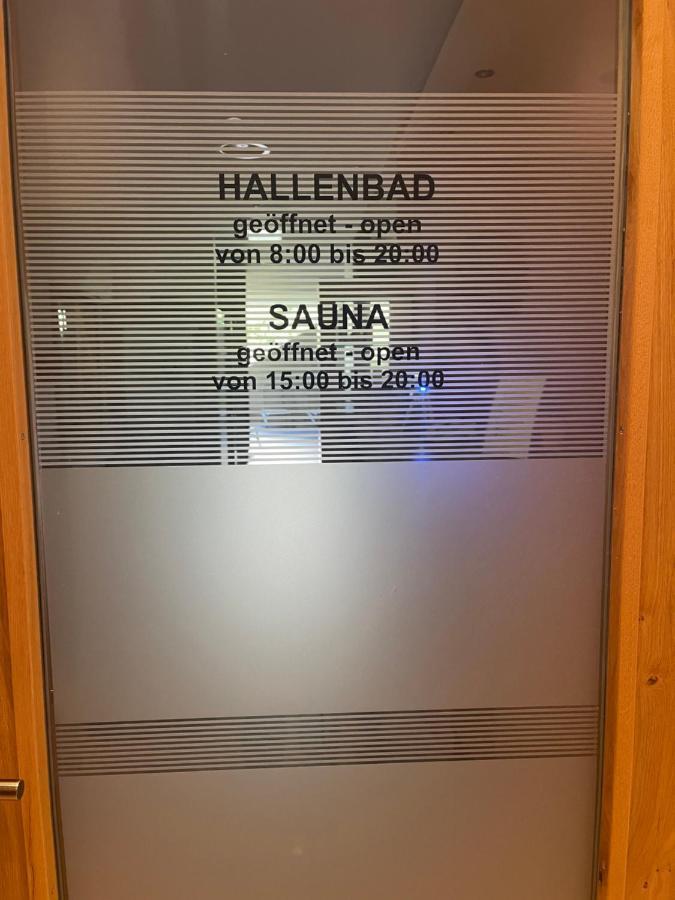 HALLENBAD
geöffnet - open
von 8:00 bis 20:00
SAUNA
geöffnet - open
von 15:00 bis 20:00